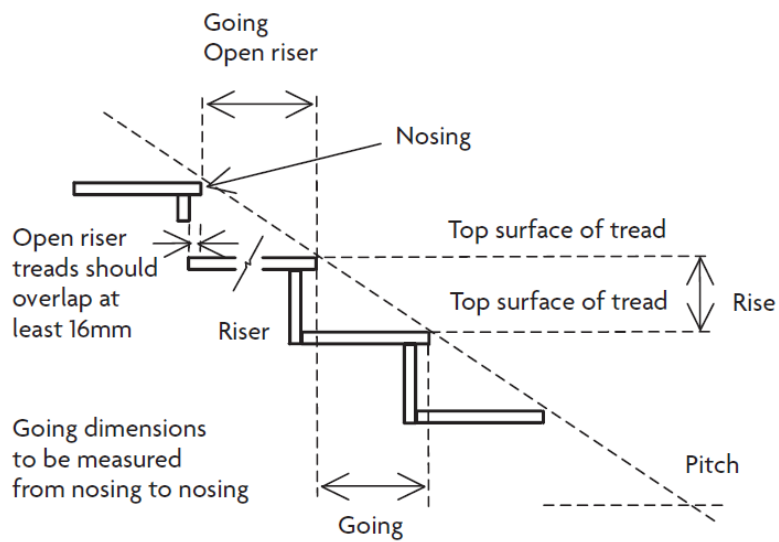 Going
Open riser
Nosing
Top surface of tread
Open riser
treads should
overlap at
least 16mm
Top surface of tread
Rise
Riser
Going dimensions
to be measured
from nosing to nosing
Pitch
Going